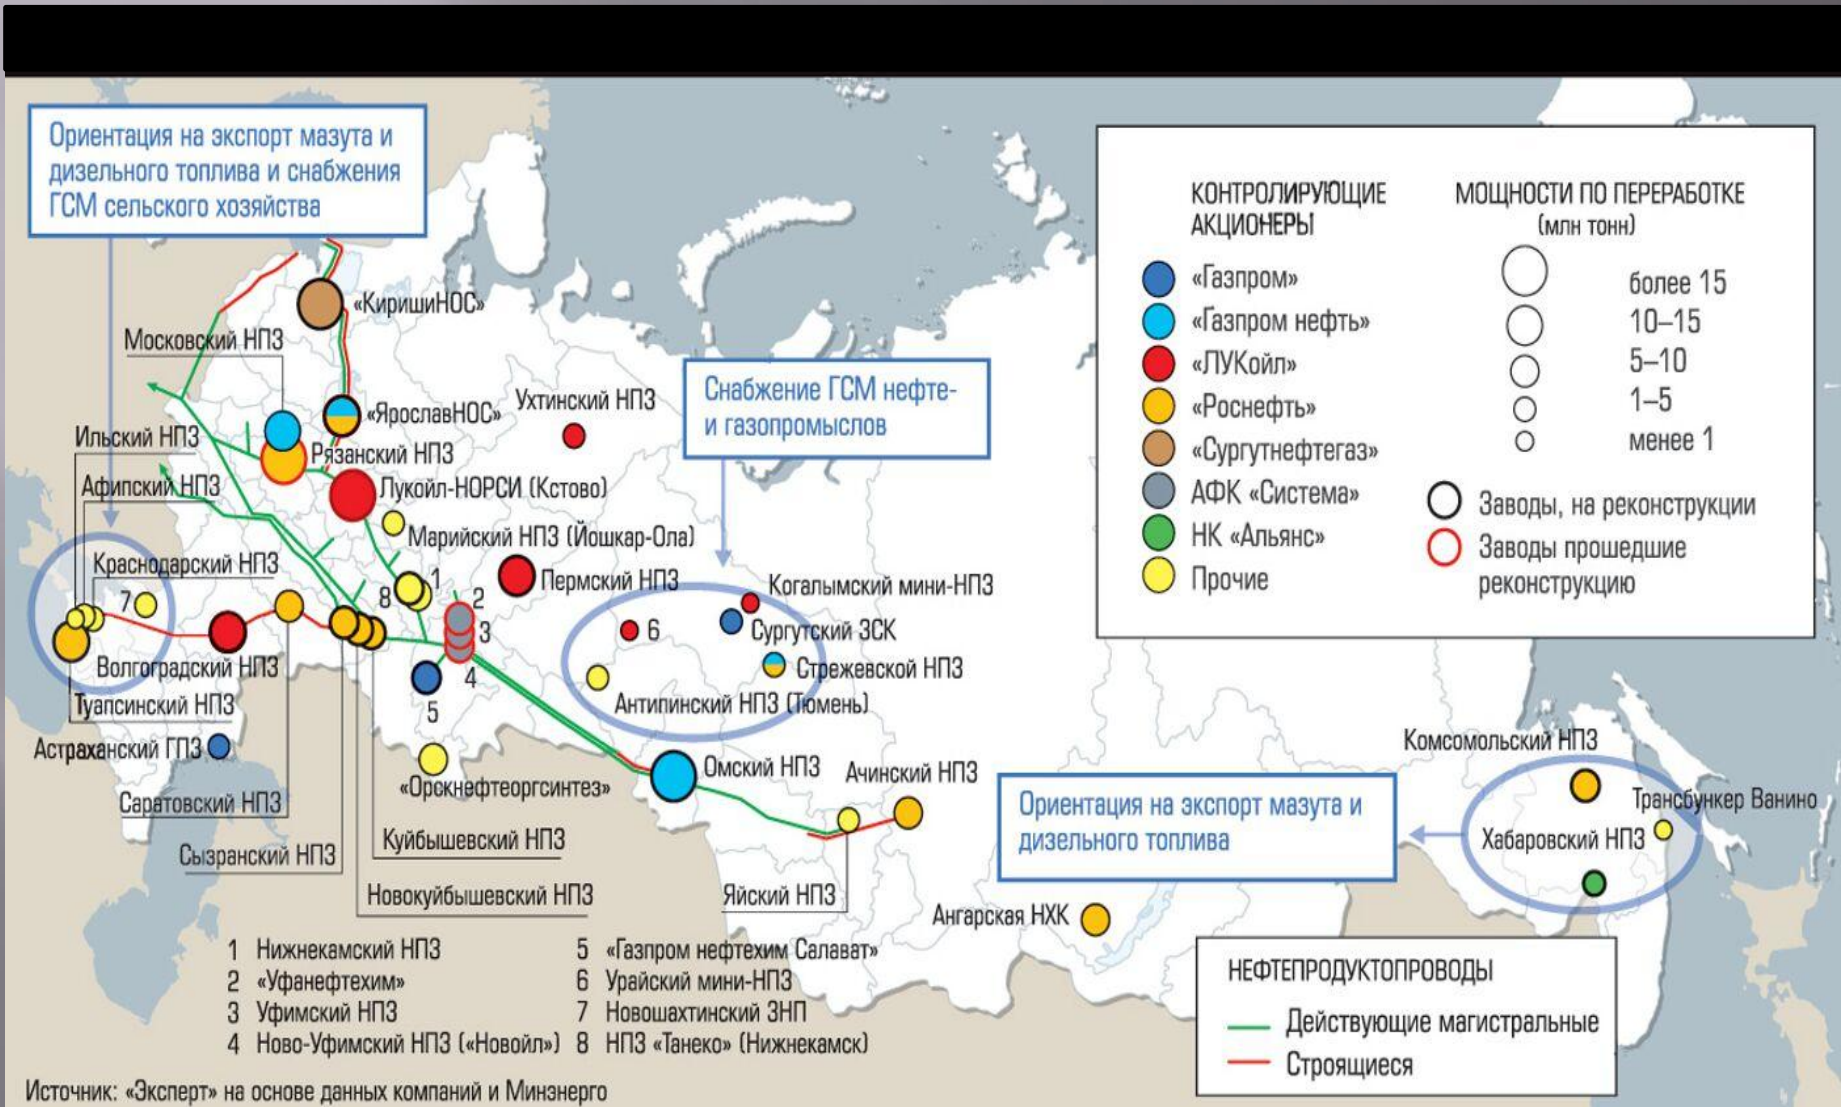 Ориентация на экспорт мазута и
дизельного топлива и снабжения
ГСМ сельского хозяйства
КОНТРОЛИРУЮЩИЕ
АКЦИОНЕРЫ
«Газпром»
«Газпром нефть»
«ЛУКойл»
«Роснефть»
«Сургутнефтегаз»
АФК «Система»
НК «Альянс»
Прочие
МОЩНОСТИ ПО ПЕРЕРАБОТКЕ
(млн тонн)
более 15
10–15
5–10
1–5
менее 1
Заводы, на реконструкции
Заводы прошедшие
реконструкцию
«КиришиНОС»
Московский НПЗ
«ЯрославНОС»
Ухтинский НПЗ
Снабжение ГСМ нефте-
и газопромыслов
Ильский НПЗ
Рязанский НПЗ
Афипский НПЗ
Лукойл-НОРСИ (Кстово)
Марийский НПЗ (Йошкар-Ола)
Краснодарский НПЗ
Пермский НПЗ
Когалымский мини-НПЗ
7
8
1
2
3
4
5
6
Сургутский ЗСК
Стрежевской НПЗ
Волгоградский НПЗ
Туапсинский НПЗ
Антипинский НПЗ (Тюмень)
Астраханский ГПЗ
«Орскнефтеоргсинтез»
Омский НПЗ
Ачинский НПЗ
Комсомольский НПЗ
Саратовский НПЗ
Ориентация на экспорт мазута и
дизельного топлива
Трансбункер Ванино
Хабаровский НПЗ
Сызранский НПЗ
Куйбышевский НПЗ
Новокуйбышевский НПЗ
Яйский НПЗ
Ангарская НХК
1 Нижнекамский НПЗ
2 «Уфанефтехим»
3 Уфимский НПЗ
4 Ново-Уфимский НПЗ («Новойл»)
5 «Газпром нефтехим Салават»
6 Урайский мини-НПЗ
7 Новошахтинский ЗНП
8 НПЗ «Танеко» (Нижнекамск)
НЕФТЕПРОДУКТОПРОВОДЫ
Действующие магистральные
Строящиеся
Источник: «Эксперт» на основе данных компаний и Минэнерго